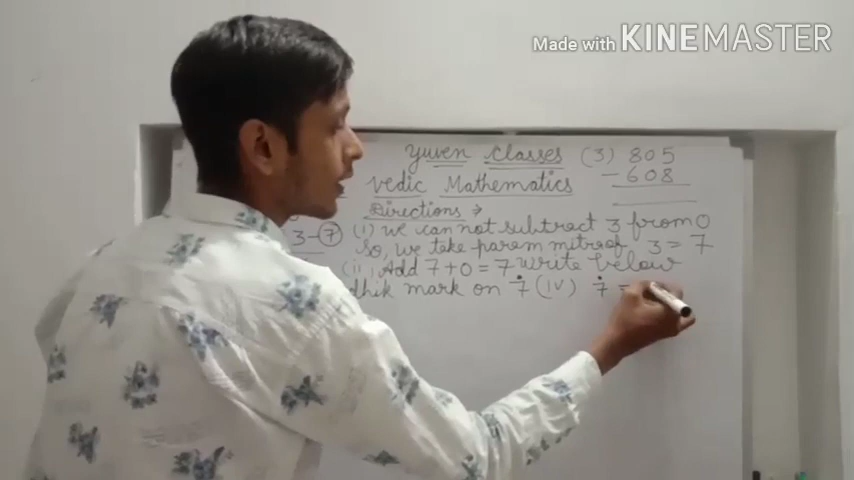 Made with KINEMASTER
Yuven Classes (3) 805
Vedic Mathematics - 608
Directions →
3-7 (i) We can not subtract 3 from 0
So, we take param mitra of 3 = 7
(ii) Add 7+0 = 7 write below
dhik mark on 7̇ (iv) 7̇ =